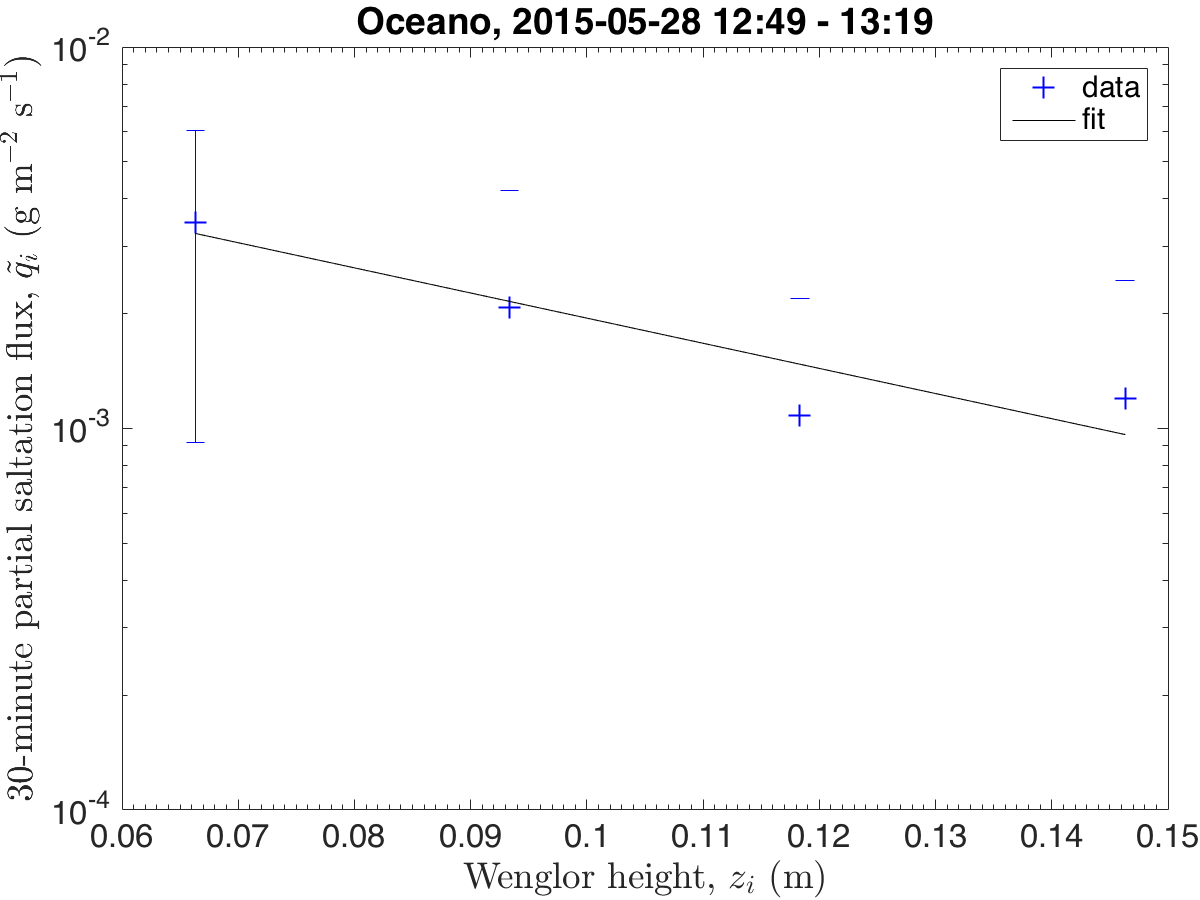 Oceano, 2015-05-28 12:49 - 13:19
data
fit
30-minute partial saltation flux, q̃ᵢ (g m⁻² s⁻¹)
10⁻²
10⁻³
10⁻⁴
0.06 0.07 0.08 0.09 0.1 0.11 0.12 0.13 0.14 0.15
Wenglor height, zᵢ (m)